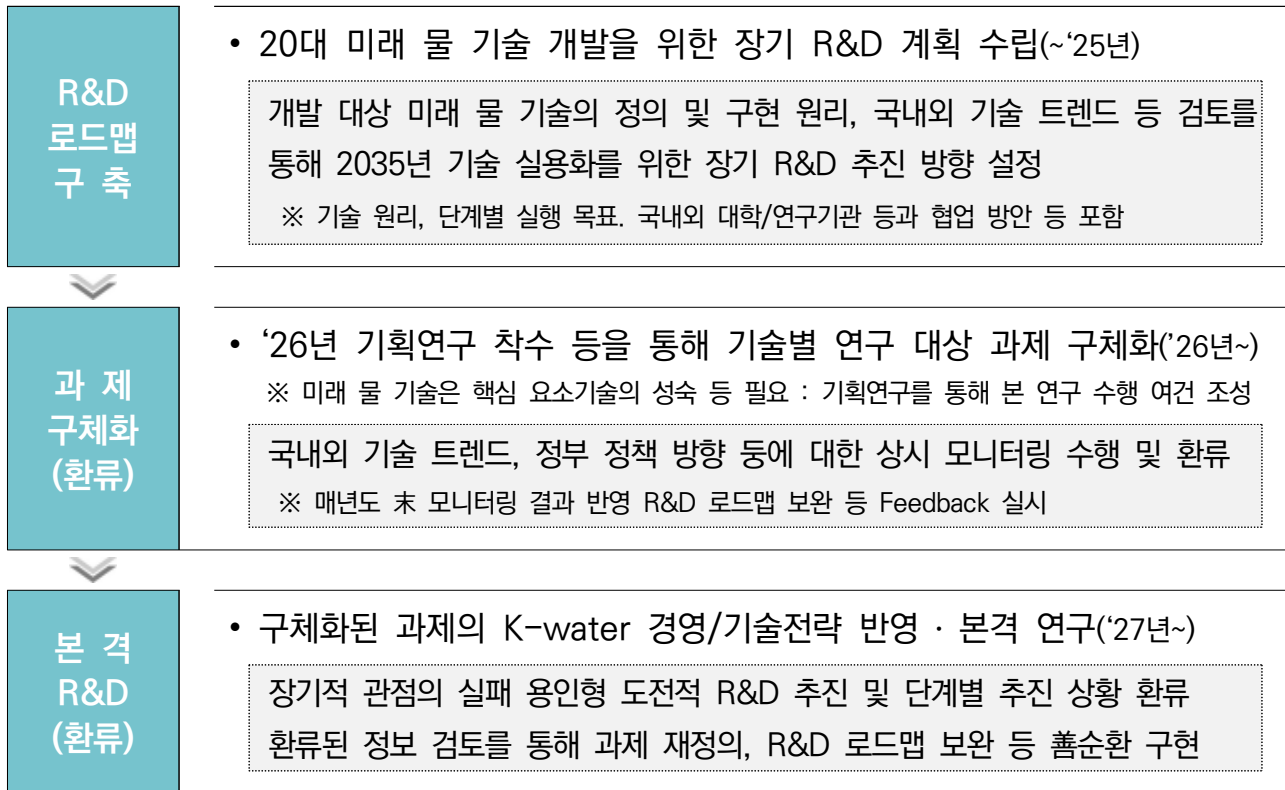 R&D
로드맵
구 축
• 20대 미래 물 기술 개발을 위한 장기 R&D 계획 수립(~‘25년)
개발 대상 미래 물 기술의 정의 및 구현 원리, 국내외 기술 트렌드 등 검토를
통해 2035년 기술 실용화를 위한 장기 R&D 추진 방향 설정
※ 기술 원리, 단계별 실행 목표. 국내외 대학/연구기관 등과 협업 방안 등 포함
과 제
구체화
(환류)
• ‘26년 기획연구 착수 등을 통해 기술별 연구 대상 과제 구체화(’26년~)
※ 미래 물 기술은 핵심 요소기술의 성숙 등 필요 : 기획연구를 통해 본 연구 수행 여건 조성
국내외 기술 트렌드, 정부 정책 방향 둥에 대한 상시 모니터링 수행 및 환류
※ 매년도 末 모니터링 결과 반영 R&D 로드맵 보완 등 Feedback 실시
본 격
R&D
(환류)
• 구체화된 과제의 K-water 경영/기술전략 반영 · 본격 연구(‘27년~)
장기적 관점의 실패 용인형 도전적 R&D 추진 및 단계별 추진 상황 환류
환류된 정보 검토를 통해 과제 재정의, R&D 로드맵 보완 등 善순환 구현